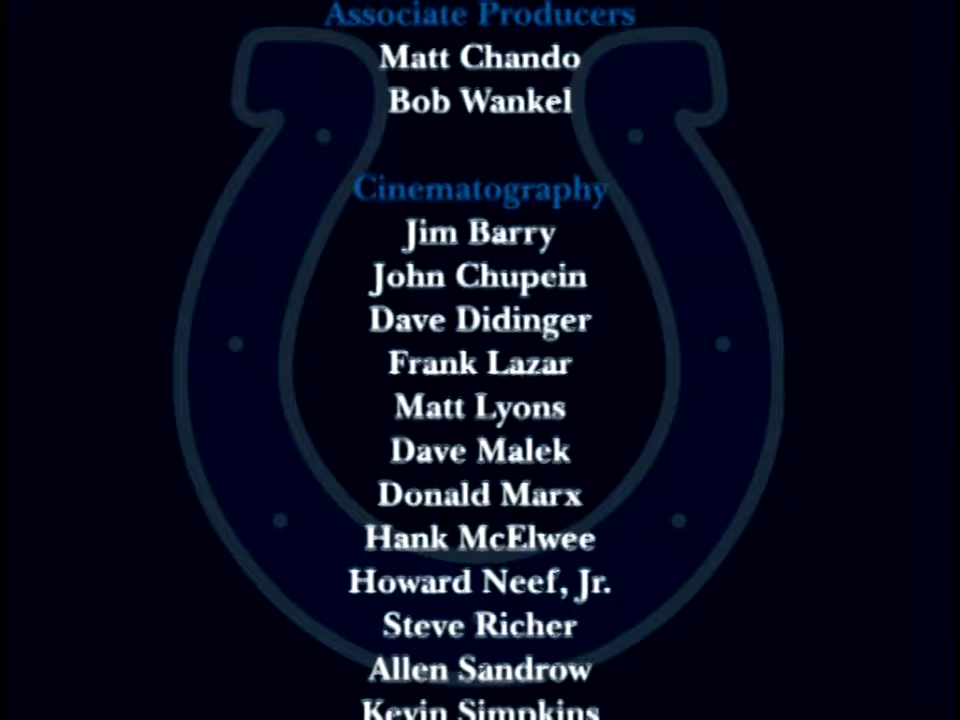 Associate Producers
Matt Chando
Bob Wankel
Cinematography
Jim Barry
John Chupein
Dave Didinger
Frank Lazar
Matt Lyons
Dave Malek
Donald Marx
Hank McElwee
Howard Neef, Jr.
Steve Richer
Allen Sandrow
Kevin Simpkins